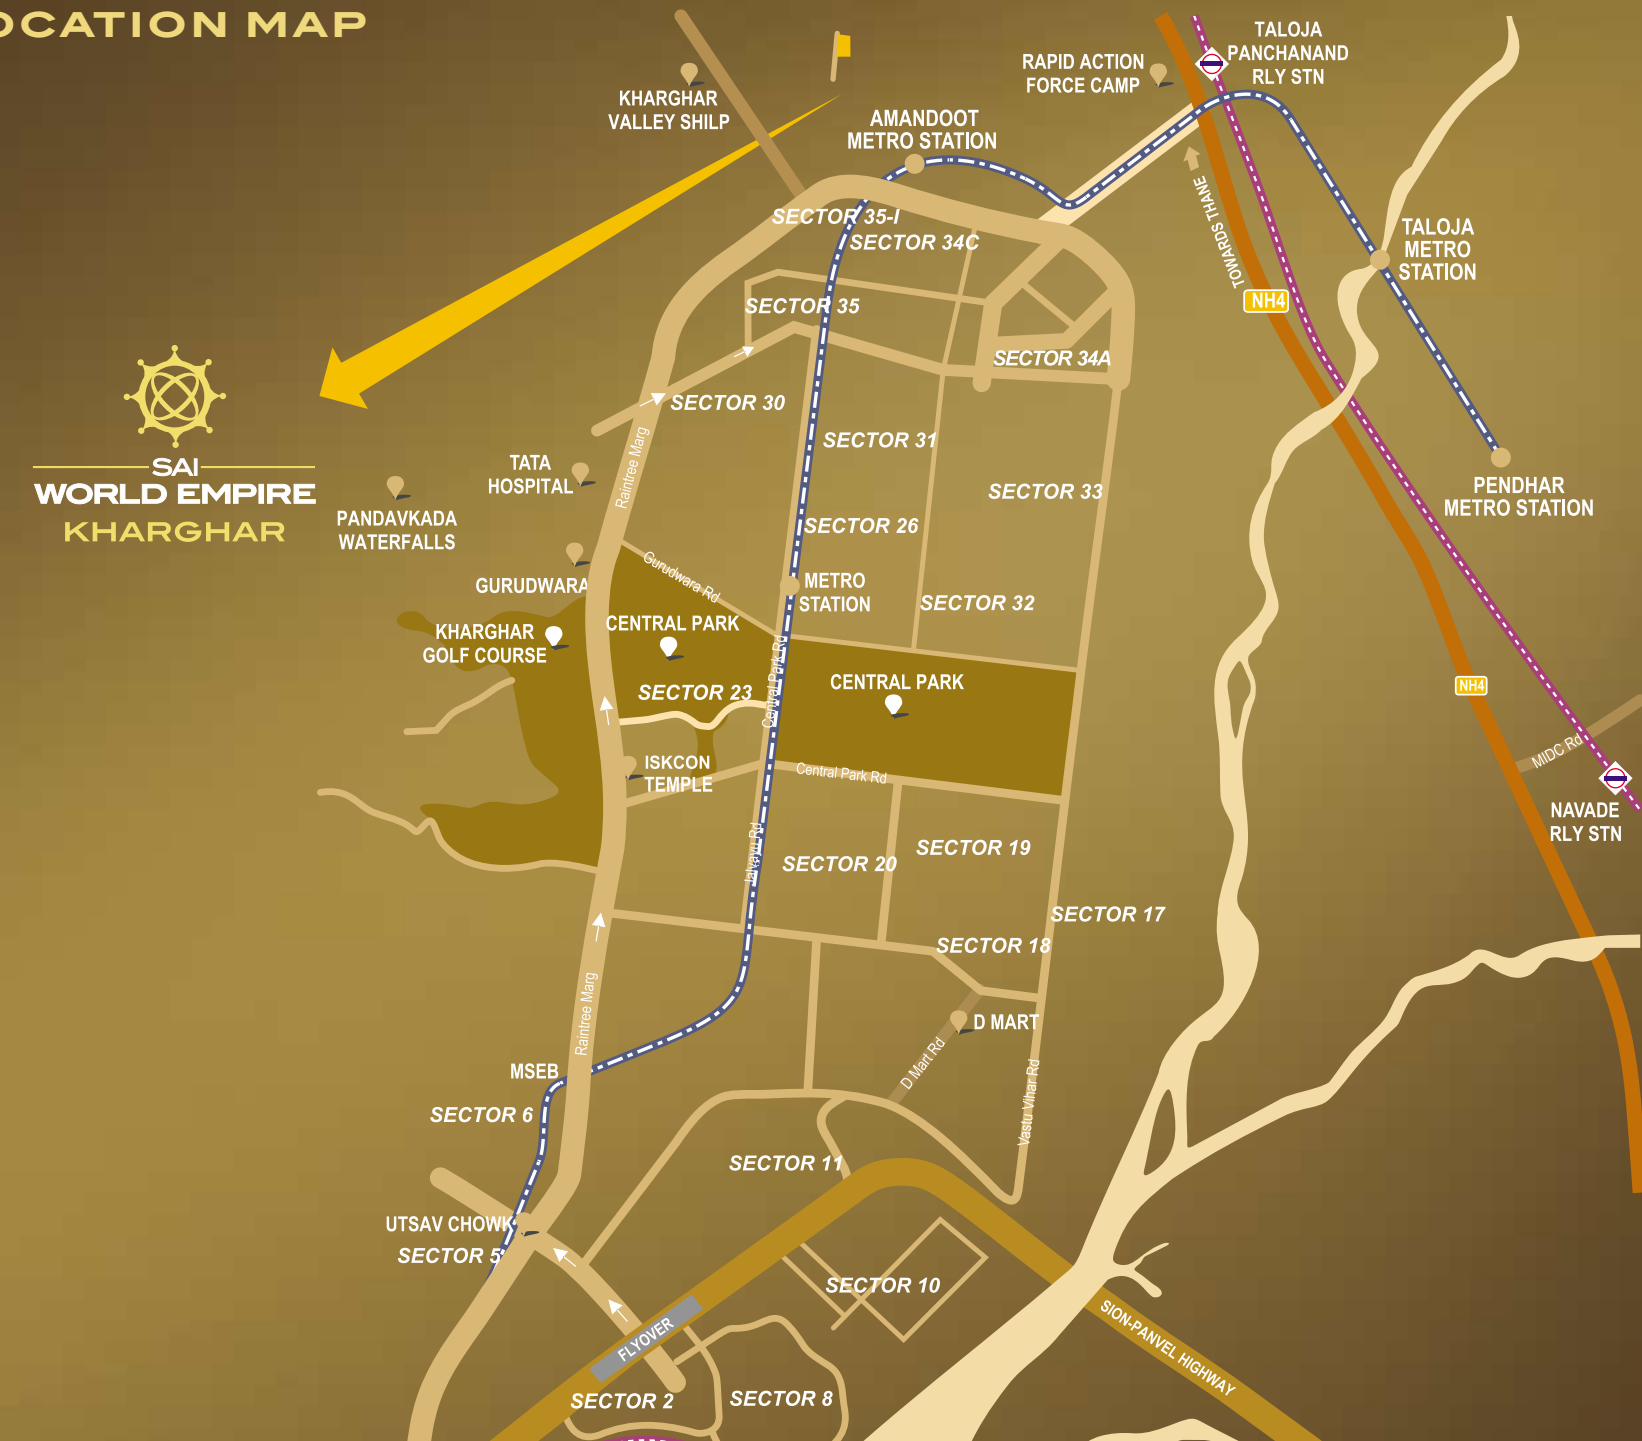 OCATION MAP
TALOJA
PANCHANAND
RLY STN
RAPID ACTION
FORCE CAMP
KHARGHAR
VALLEY SHILP
AMANDOOT
METRO STATION
TOWARDS THANE
SECTOR 35-I
SECTOR 34C
TALOJA
METRO
STATION
NH4
SECTOR 35
SECTOR 34A
SECTOR 30
SAI
WORLD EMPIRE
KHARGHAR
TATA
HOSPITAL
Raintree Marg
SECTOR 31
SECTOR 33
PENDHAR
METRO STATION
PANDAVKADA
WATERFALLS
SECTOR 26
GURUDWARA
Gurudwara Rd
METRO
STATION
SECTOR 32
KHARGHAR
GOLF COURSE
CENTRAL PARK
SECTOR 23
Central Park Rd
CENTRAL PARK
NH4
ISKCON
TEMPLE
Central Park Rd
MIDC Rd
NAVADE
RLY STN
Jalvayu Rd
SECTOR 20
SECTOR 19
SECTOR 17
SECTOR 18
Raintree Marg
D MART
D Mart Rd
Vastu Vihar Rd
MSEB
SECTOR 6
SECTOR 11
UTSAV CHOWK
SECTOR 5
SECTOR 10
FLYOVER
SION-PANVEL HIGHWAY
SECTOR 2
SECTOR 8